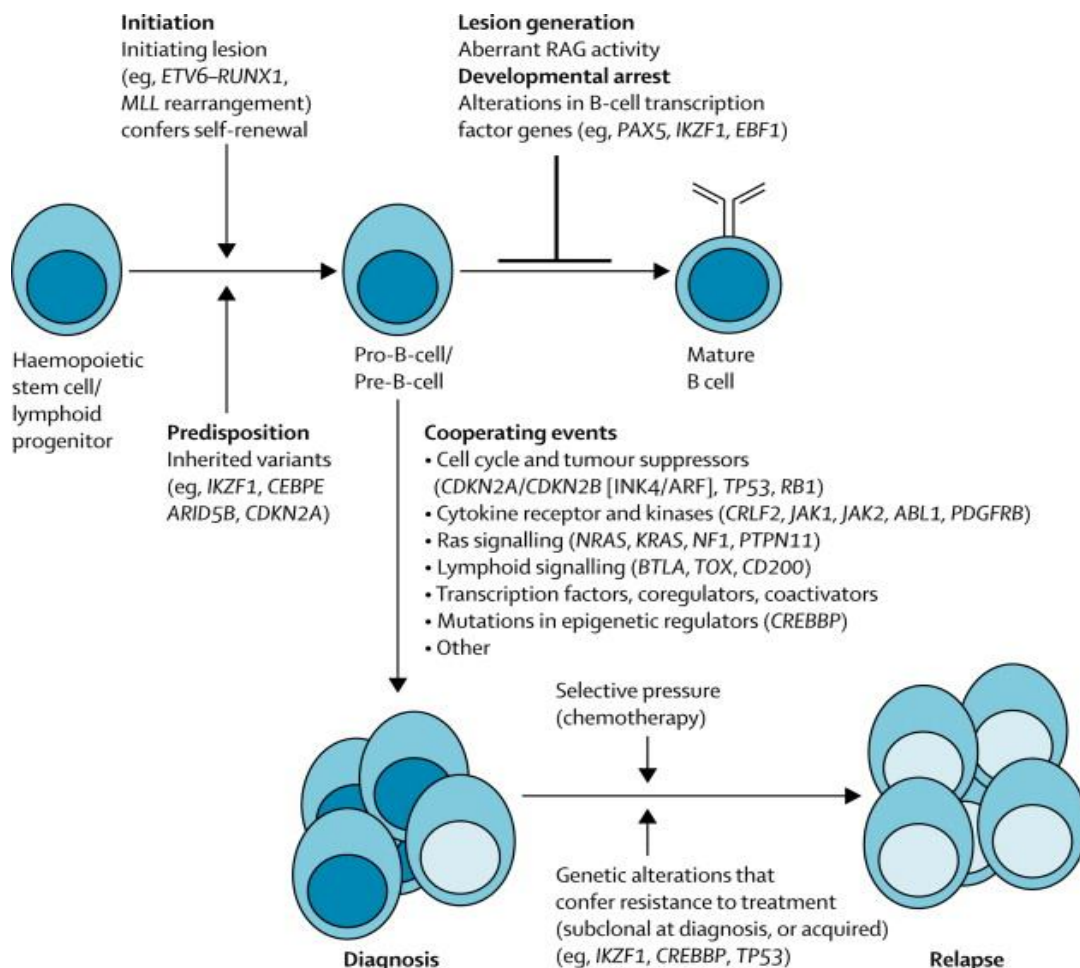 Initiation
Initiating lesion
(eg, ETV6–RUNX1,
MLL rearrangement)
confers self-renewal
Lesion generation
Aberrant RAG activity
Developmental arrest
Alterations in B-cell transcription
factor genes (eg, PAX5, IKZF1, EBF1)
Haemopoietic
stem cell/
lymphoid
progenitor
Pro-B-cell/
Pre-B-cell
Mature
B cell
Predisposition
Inherited variants
(eg, IKZF1, CEBPE
ARID5B, CDKN2A)
Cooperating events
• Cell cycle and tumour suppressors
(CDKN2A/CDKN2B [INK4/ARF], TP53, RB1)
• Cytokine receptor and kinases (CRLF2, JAK1, JAK2, ABL1, PDGFRB)
• Ras signalling (NRAS, KRAS, NF1, PTPN11)
• Lymphoid signalling (BTLA, TOX, CD200)
• Transcription factors, coregulators, coactivators
• Mutations in epigenetic regulators (CREBBP)
• Other
Selective pressure
(chemotherapy)
Genetic alterations that
confer resistance to treatment
(subclonal at diagnosis, or acquired)
(eg, IKZF1, CREBBP, TP53)
Diagnosis
Relapse